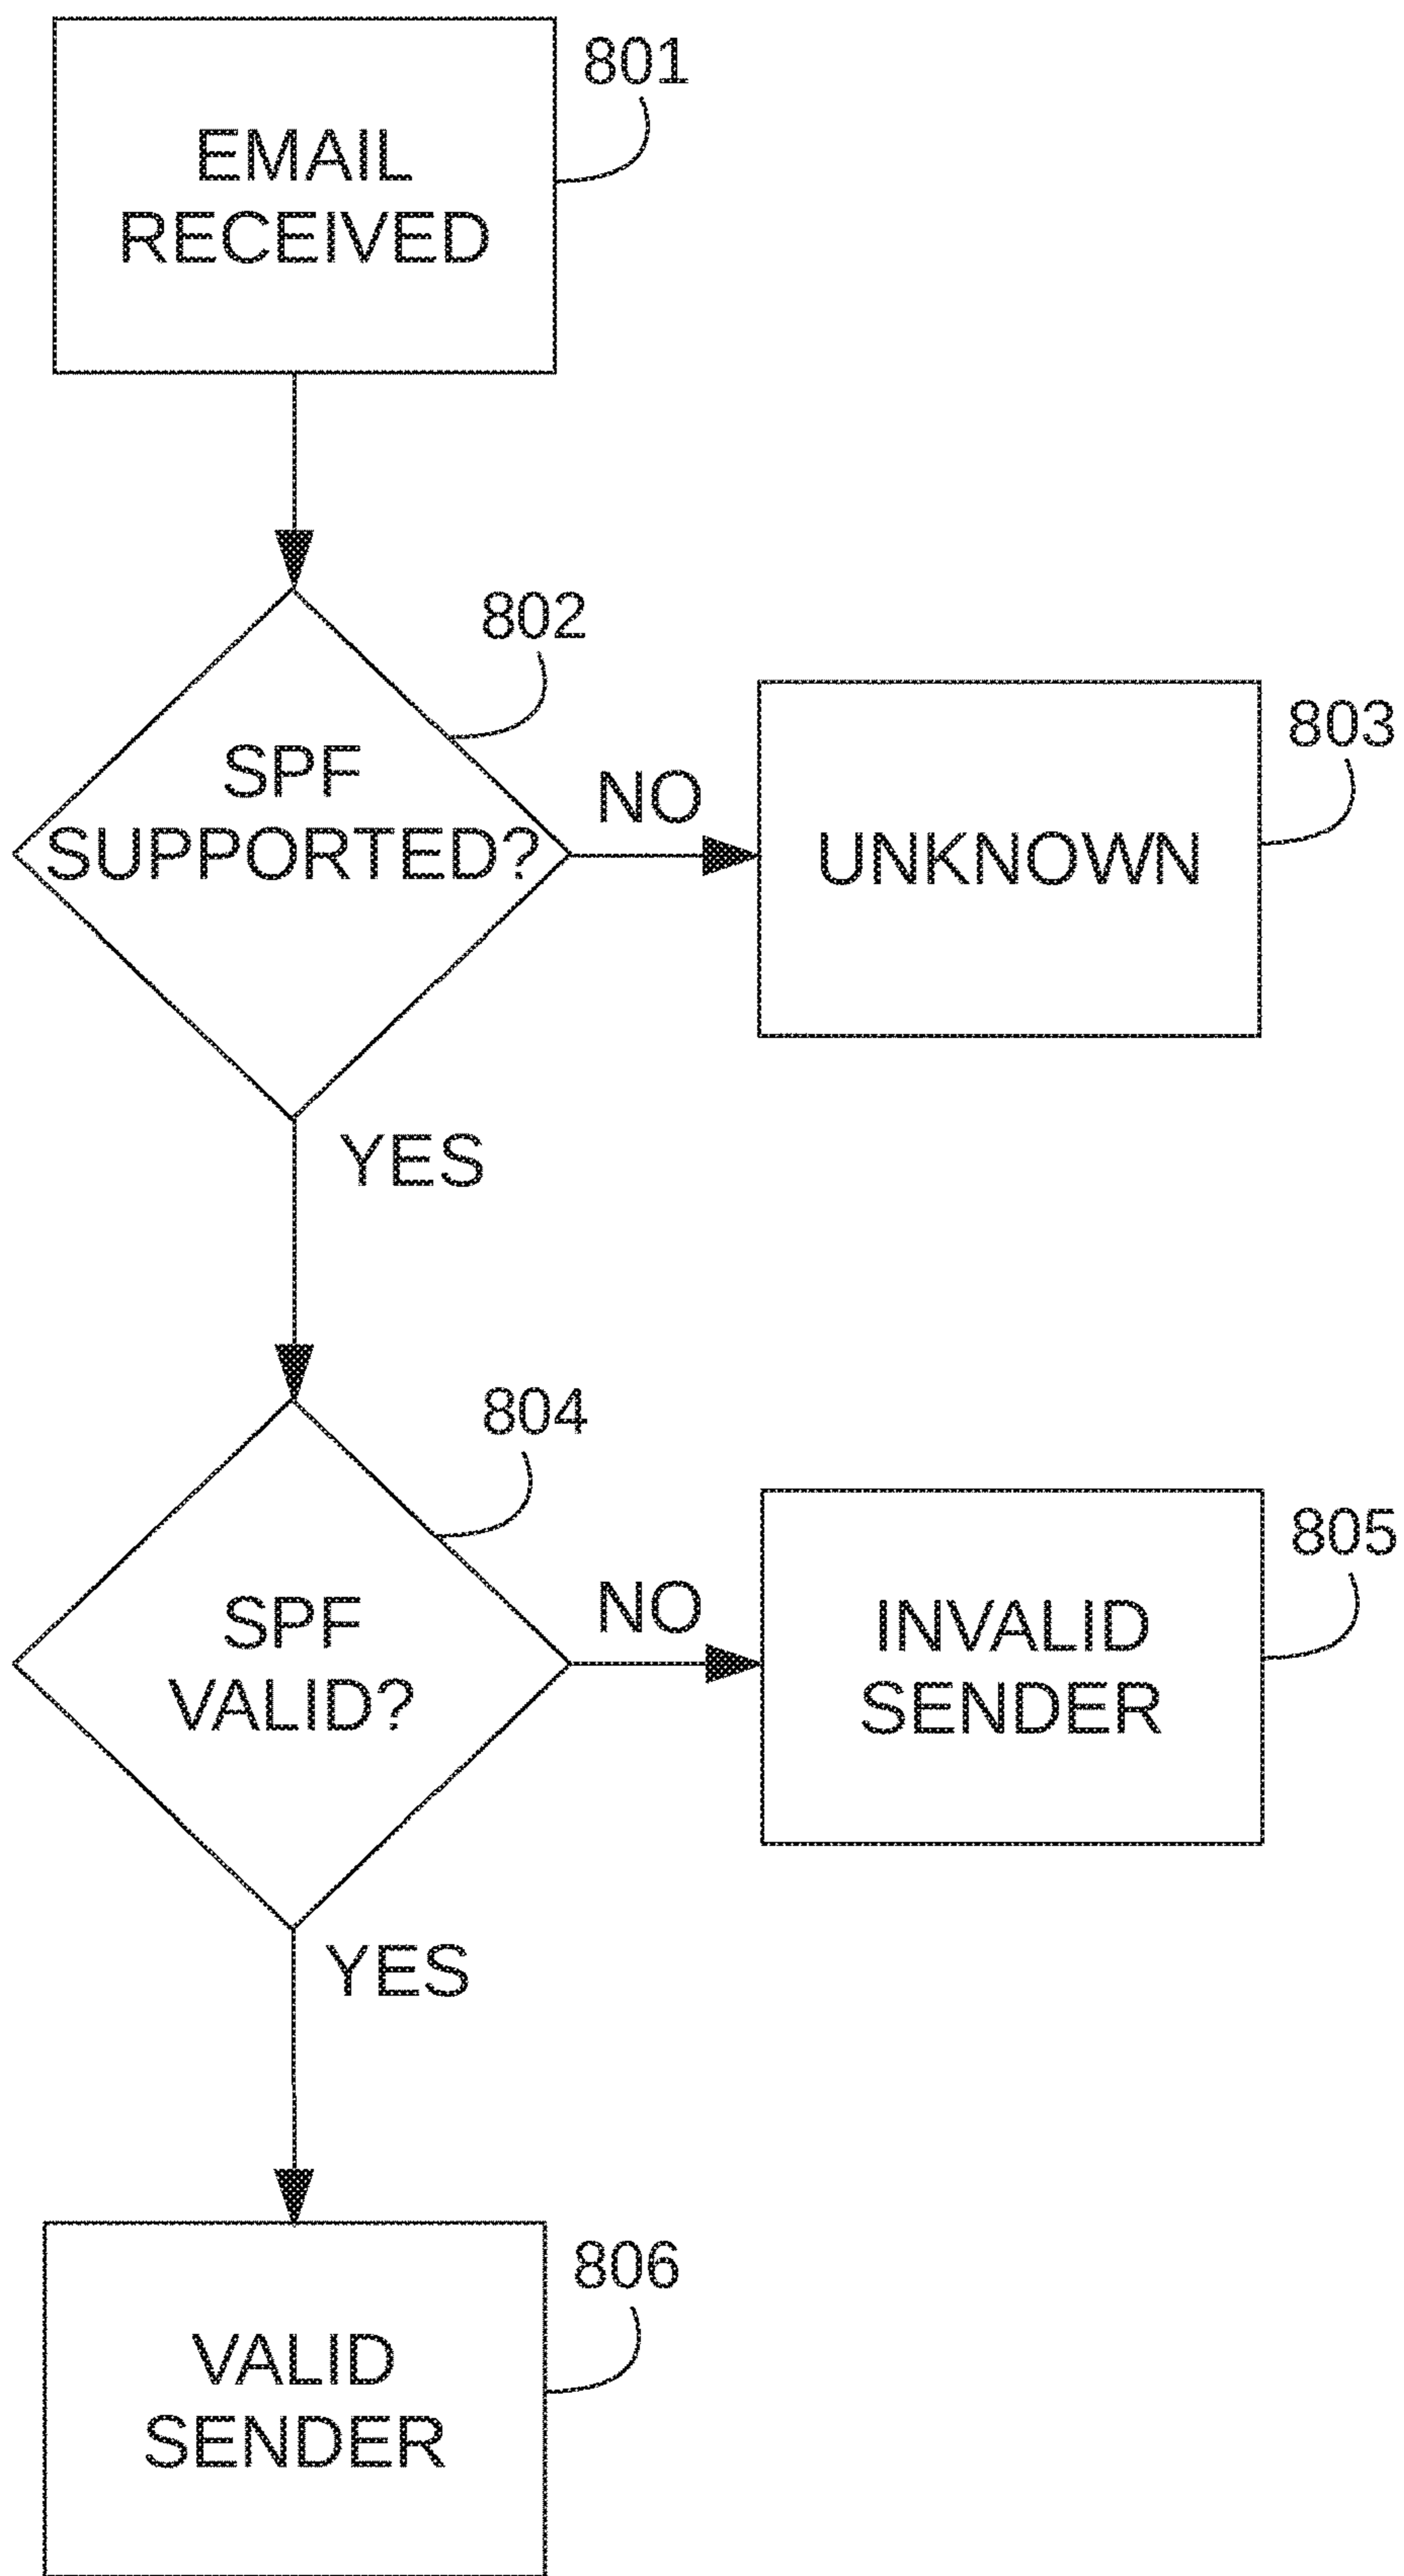 801
EMAIL
RECEIVED
802
SPF
SUPPORTED?
NO
803
UNKNOWN
YES
804
SPF
VALID?
NO
805
INVALID
SENDER
YES
806
VALID
SENDER